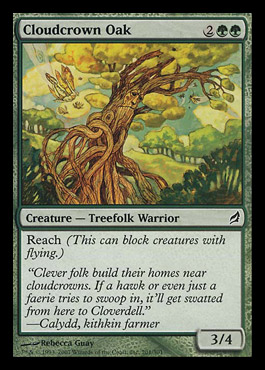 Cloudcrown Oak 2
Creature — Treefolk Warrior
Reach (This can block creatures with
flying.)
“Clever folk build their homes near
cloudcrowns. If a hawk or even just a
faerie tries to swoop in, it’ll get swatted
from here to Cloverdell.”
—Calydd, kithkin farmer
Rebecca Guay
3/4